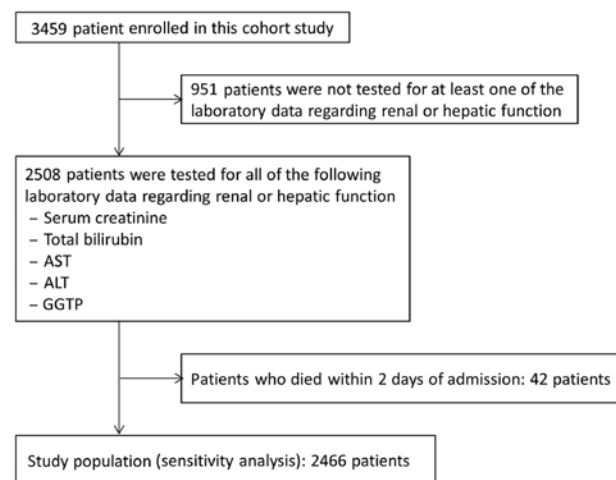 3459 patient enrolled in this cohort study
951 patients were not tested for at least one of the
laboratory data regarding renal or hepatic function
2508 patients were tested for all of the following
laboratory data regarding renal or hepatic function
– Serum creatinine
– Total bilirubin
– AST
– ALT
– GGTP
Patients who died within 2 days of admission: 42 patients
Study population (sensitivity analysis): 2466 patients